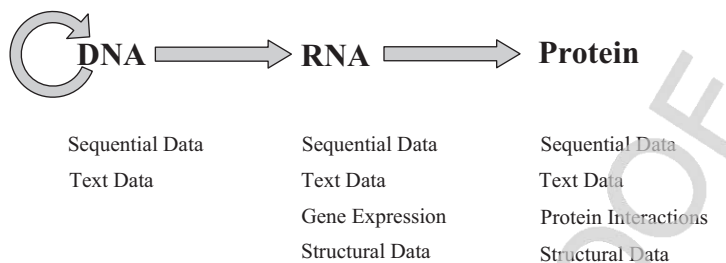 DNA RNA Protein
Sequential Data Sequential Data Sequential Data
Text Data Text Data Text Data
Gene Expression Protein Interactions
Structural Data Structural Data